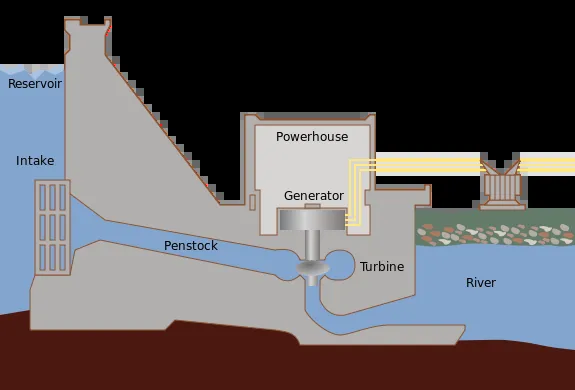 Reservoir
Intake
Powerhouse
Generator
Penstock
Turbine
River